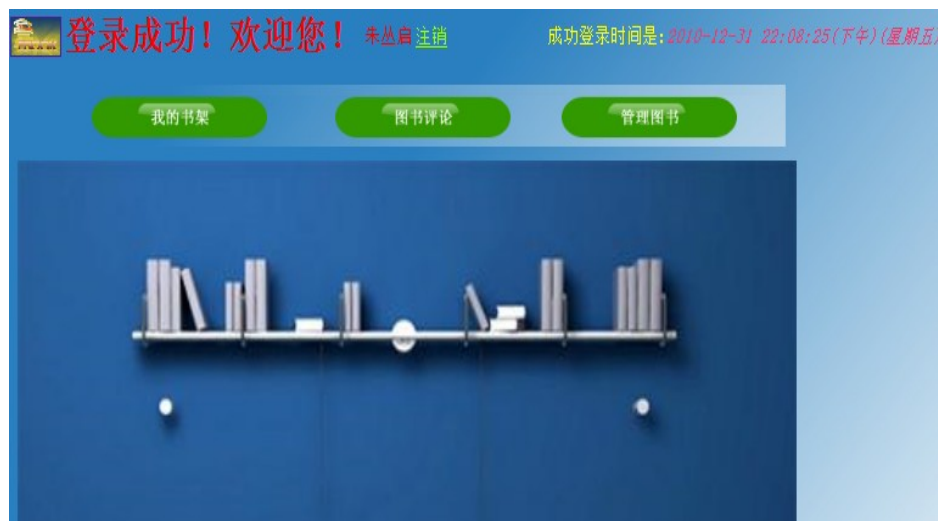 登录成功！欢迎您！ 朱丛启 注销 成功登录时间是:2010-12-31 22:08:25(下午)(星期五)
我的书架 图书评论 管理图书